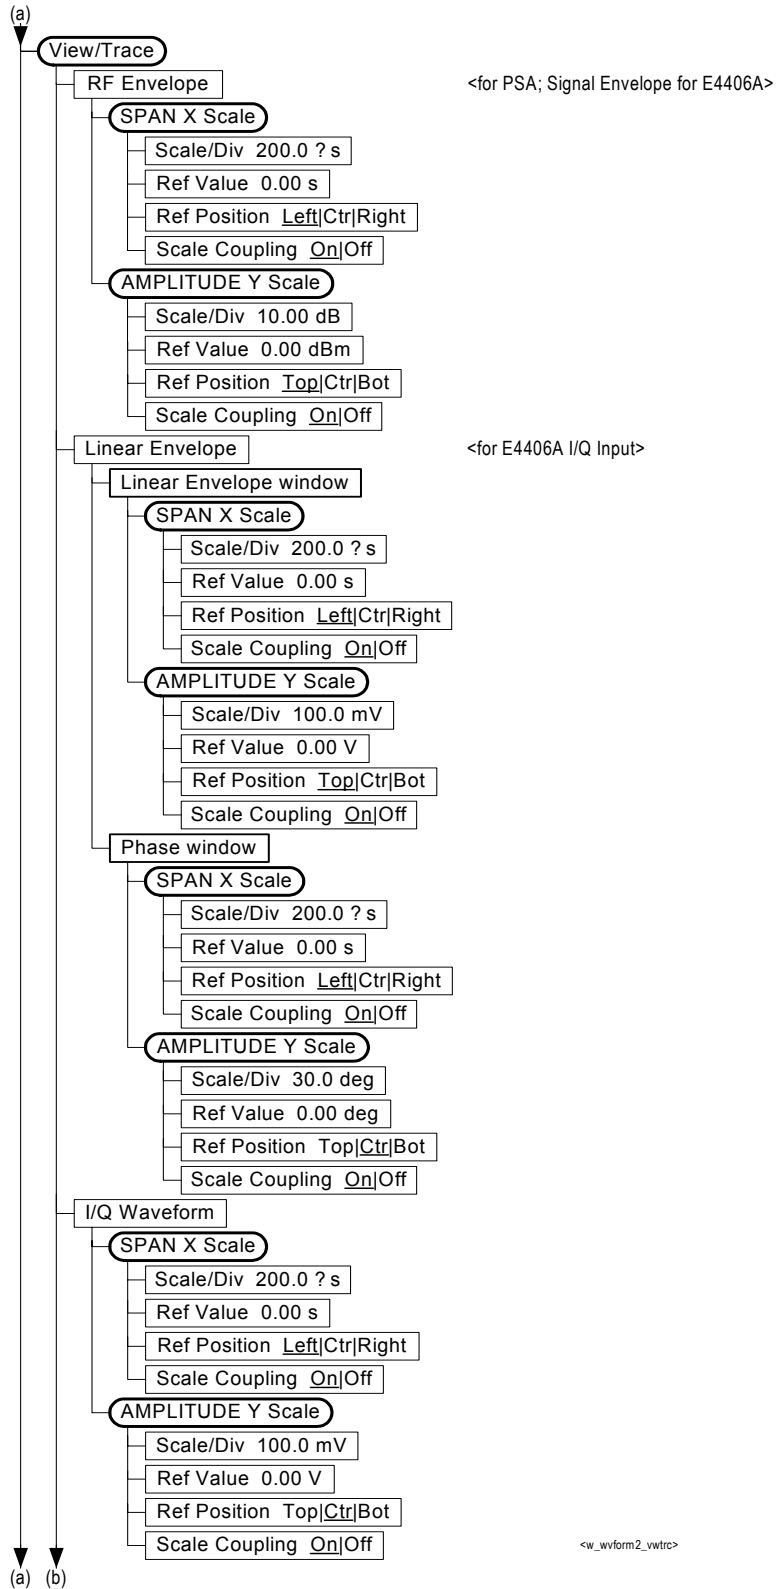 (a)
View/Trace
RF Envelope <for PSA; Signal Envelope for E4406A>
SPAN X Scale
Scale/Div 200.0 ? s
Ref Value 0.00 s
Ref Position Left|Ctr|Right
Scale Coupling On|Off
AMPLITUDE Y Scale
Scale/Div 10.00 dB
Ref Value 0.00 dBm
Ref Position Top|Ctr|Bot
Scale Coupling On|Off
Linear Envelope <for E4406A I/Q Input>
Linear Envelope window
SPAN X Scale
Scale/Div 200.0 ? s
Ref Value 0.00 s
Ref Position Left|Ctr|Right
Scale Coupling On|Off
AMPLITUDE Y Scale
Scale/Div 100.0 mV
Ref Value 0.00 V
Ref Position Top|Ctr|Bot
Scale Coupling On|Off
Phase window
SPAN X Scale
Scale/Div 200.0 ? s
Ref Value 0.00 s
Ref Position Left|Ctr|Right
Scale Coupling On|Off
AMPLITUDE Y Scale
Scale/Div 30.0 deg
Ref Value 0.00 deg
Ref Position Top|Ctr|Bot
Scale Coupling On|Off
I/Q Waveform
SPAN X Scale
Scale/Div 200.0 ? s
Ref Value 0.00 s
Ref Position Left|Ctr|Right
Scale Coupling On|Off
AMPLITUDE Y Scale
Scale/Div 100.0 mV
Ref Value 0.00 V
Ref Position Top|Ctr|Bot
Scale Coupling On|Off <w_wvform2_vwtrc>
(a) (b)